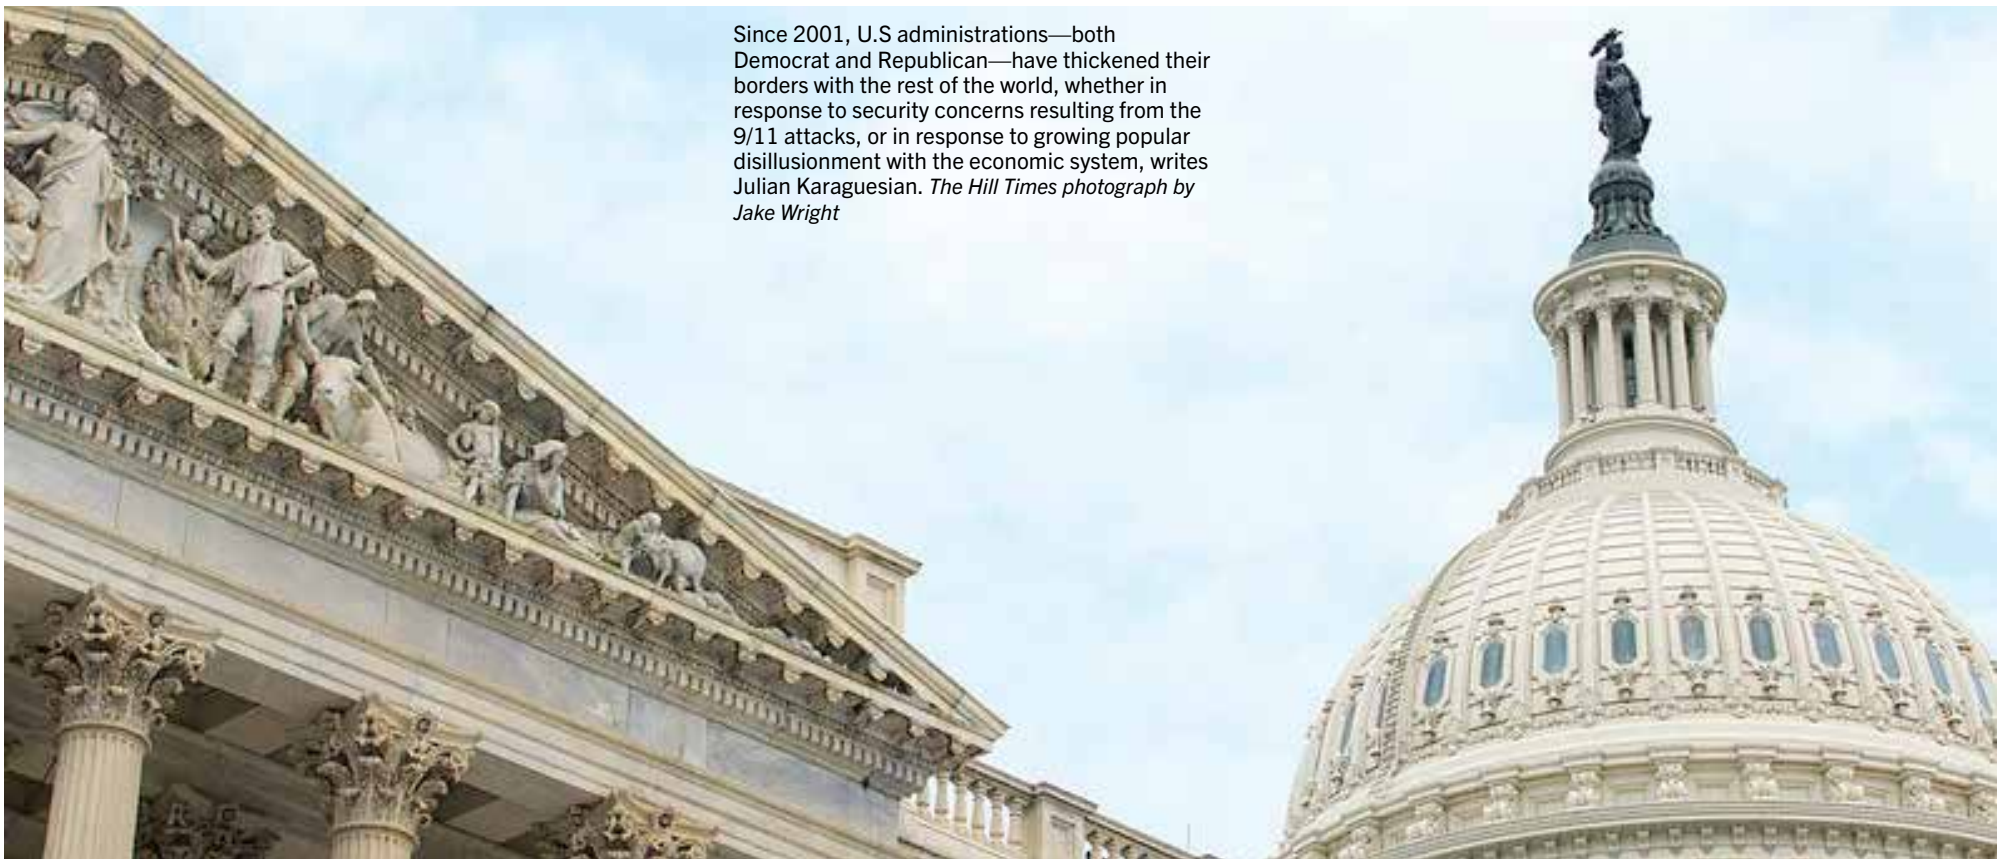 Since 2001, U.S administrations—both
Democrat and Republican—have thickened their
borders with the rest of the world, whether in
response to security concerns resulting from the
9/11 attacks, or in response to growing popular
disillusionment with the economic system, writes
Julian Karaguesian. The Hill Times photograph by
Jake Wright